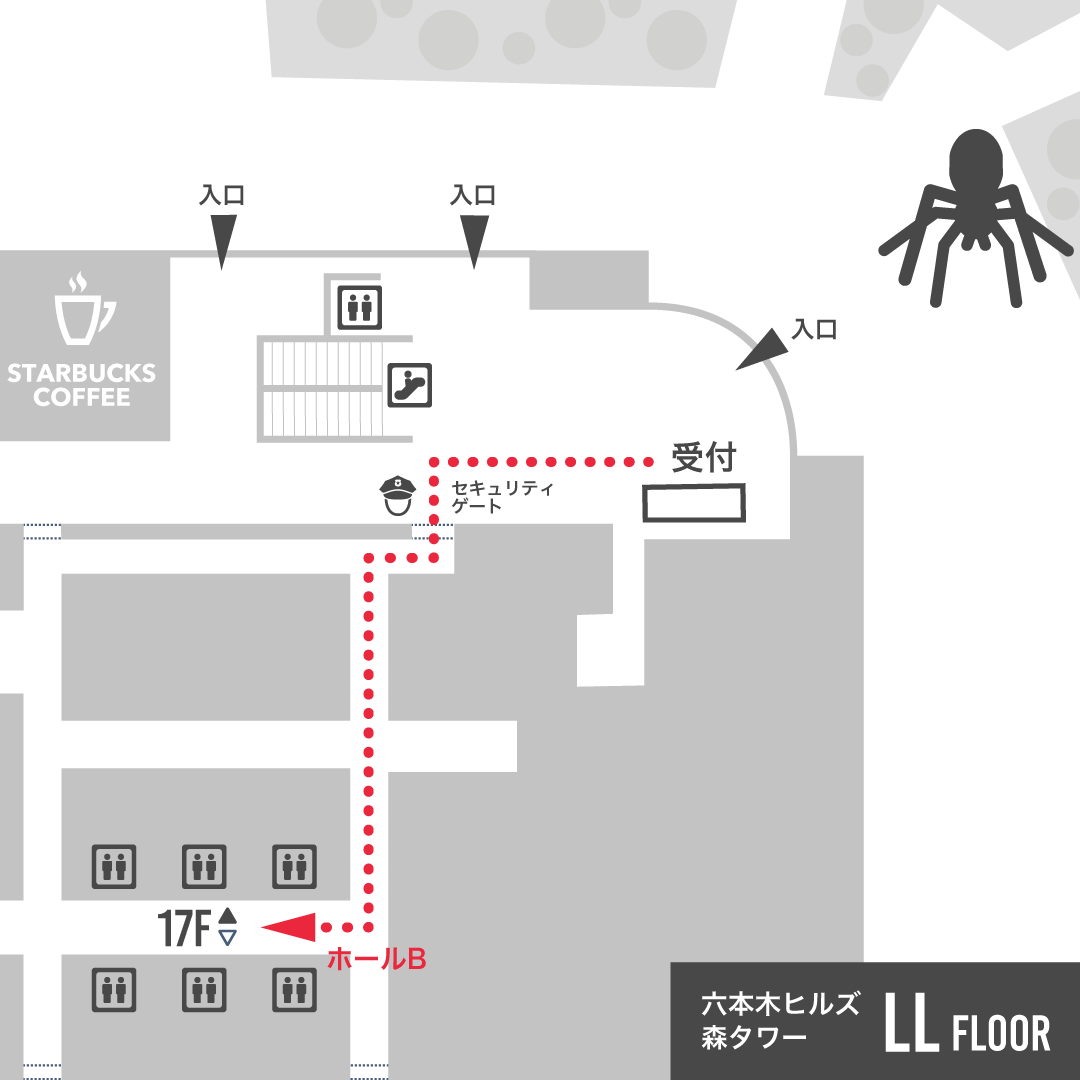 入口
入口
入口
STARBUCKS
COFFEE
受付
セキュリティ
ゲート
17F
ホールB
六本木ヒルズ
森タワー
LL FLOOR